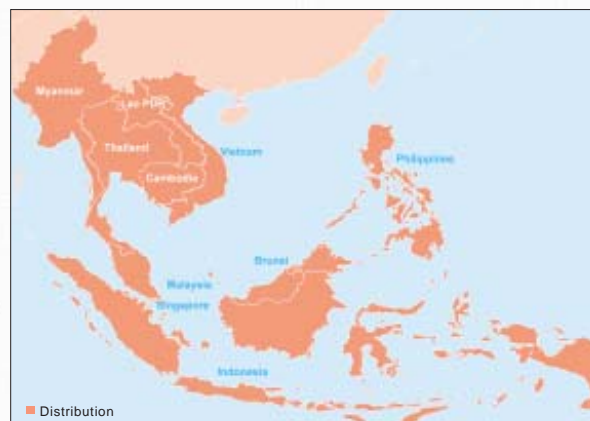 Myanmar
Lao PDR
Thailand
Vietnam
Cambodia
Philippines
Brunei
Malaysia
Singapore
Indonesia
Distribution